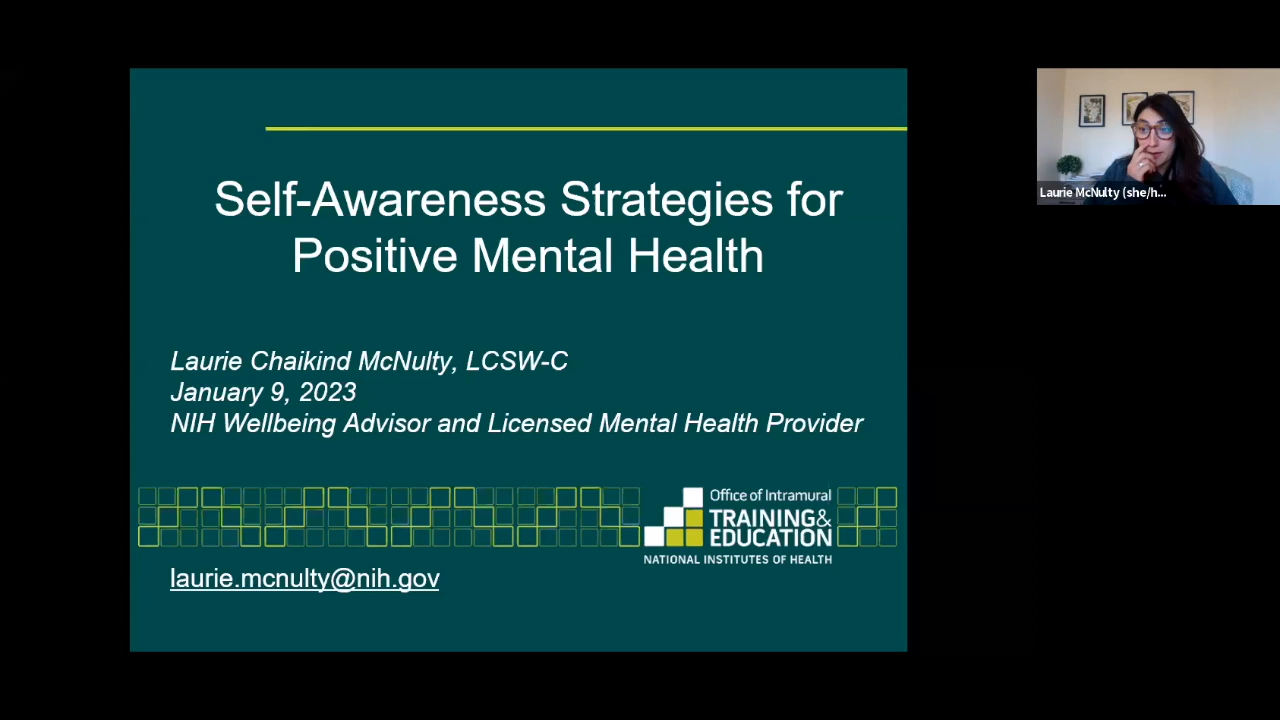 Self-Awareness Strategies for
Positive Mental Health
Laurie Chaikind McNulty, LCSW-C
January 9, 2023
NIH Wellbeing Advisor and Licensed Mental Health Provider
Office of Intramural
TRAINING&
EDUCATION
NATIONAL INSTITUTES OF HEALTH
laurie.mcnulty@nih.gov
Laurie McNulty (she/h...